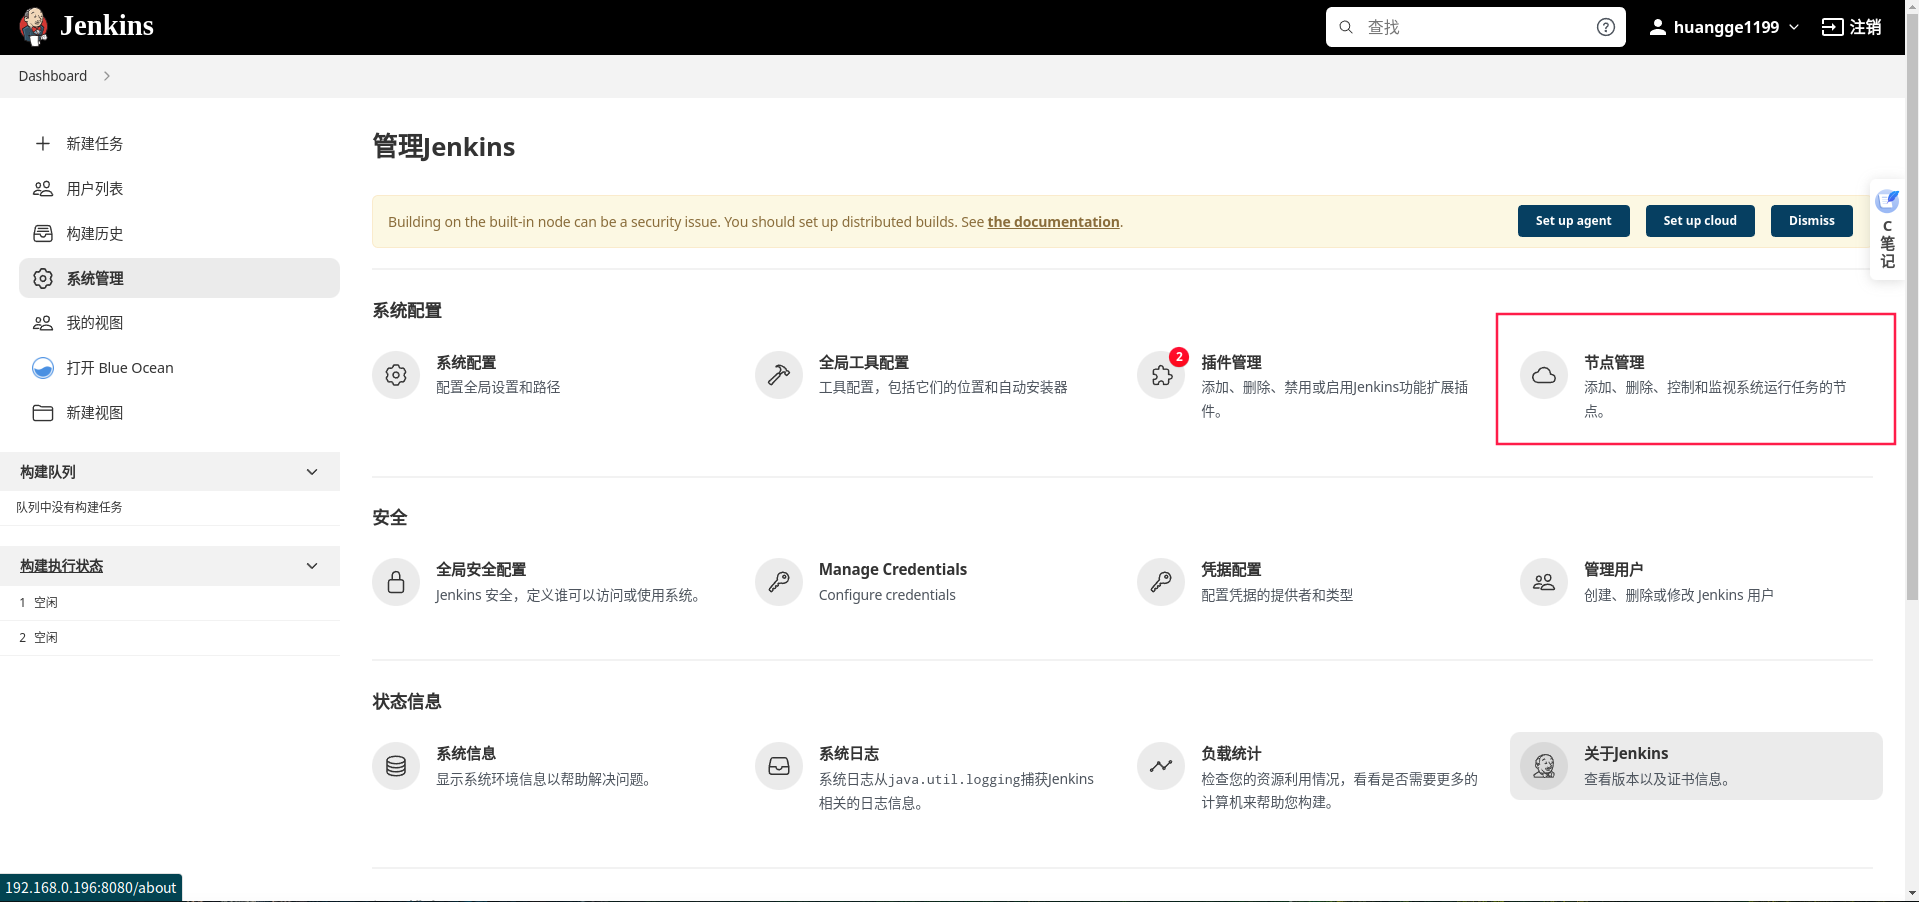 Jenkins
查找
huangge1199
注销
Dashboard
新建任务
用户列表
构建历史
系统管理
我的视图
打开 Blue Ocean
新建视图
构建队列
队列中没有构建任务
构建执行状态
1 空闲
2 空闲
管理Jenkins
Building on the built-in node can be a security issue. You should set up distributed builds. See the documentation.
Set up agent
Set up cloud
Dismiss
C
笔
记
系统配置
系统配置
配置全局设置和路径
全局工具配置
工具配置，包括它们的位置和自动安装器
2
插件管理
添加、删除、禁用或启用Jenkins功能扩展插
件。
节点管理
添加、删除、控制和监视系统运行任务的节
点。
安全
全局安全配置
Jenkins 安全，定义谁可以访问或使用系统。
Manage Credentials
Configure credentials
凭据配置
配置凭据的提供者和类型
管理用户
创建、删除或修改 Jenkins 用户
状态信息
系统信息
显示系统环境信息以帮助解决问题。
系统日志
系统日志从java.util.logging捕获Jenkins
相关的日志信息。
负载统计
检查您的资源利用情况，看看是否需要更多的
计算机来帮助您构建。
关于Jenkins
查看版本以及证书信息。
192.168.0.196:8080/about